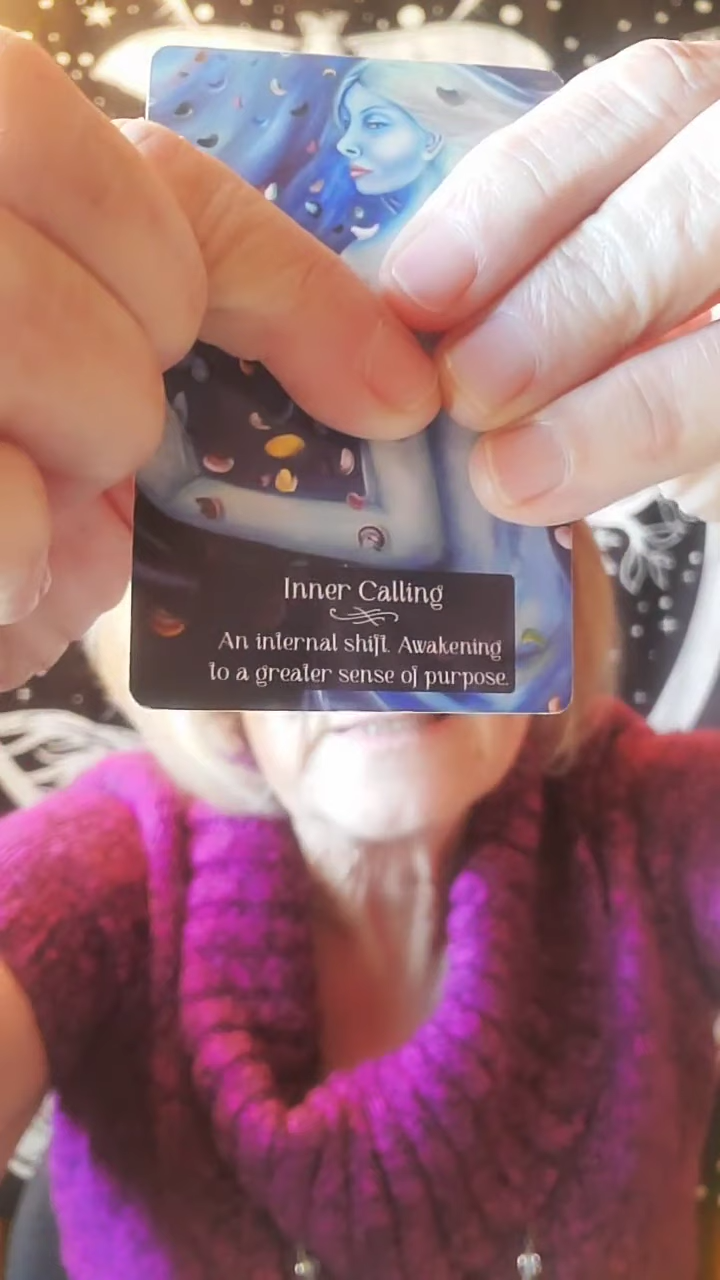 Inner Calling
An internal shift. Awakening
to a greater sense of purpose.